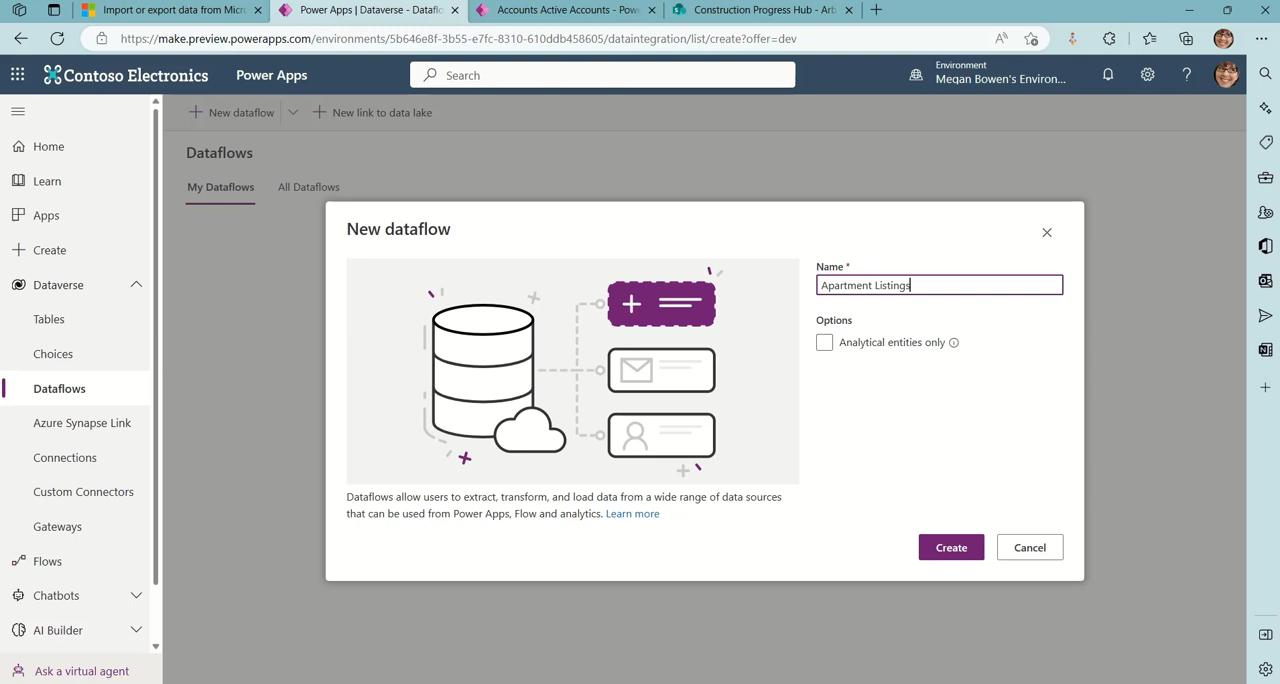 Import or export data from Micro
Power Apps | Dataverse - Dataflo
Accounts Active Accounts - Powe
Construction Progress Hub - Arb
https://make.preview.powerapps.com/environments/5b646e8f-3b55-e7fc-8310-610ddb458605/dataintegration/list/create?offer=dev
Contoso Electronics
Power Apps
Search
Environment
Megan Bowen's Environ...
Home
Learn
Apps
Create
Dataverse
Tables
Choices
Dataflows
Azure Synapse Link
Connections
Custom Connectors
Gateways
Flows
Chatbots
AI Builder
Ask a virtual agent
New dataflow
New link to data lake
Dataflows
My Dataflows
All Dataflows
New dataflow
Name *
Apartment Listings
Options
Analytical entities only
Dataflows allow users to extract, transform, and load data from a wide range of data sources
that can be used from Power Apps, Flow and analytics. Learn more
Create
Cancel